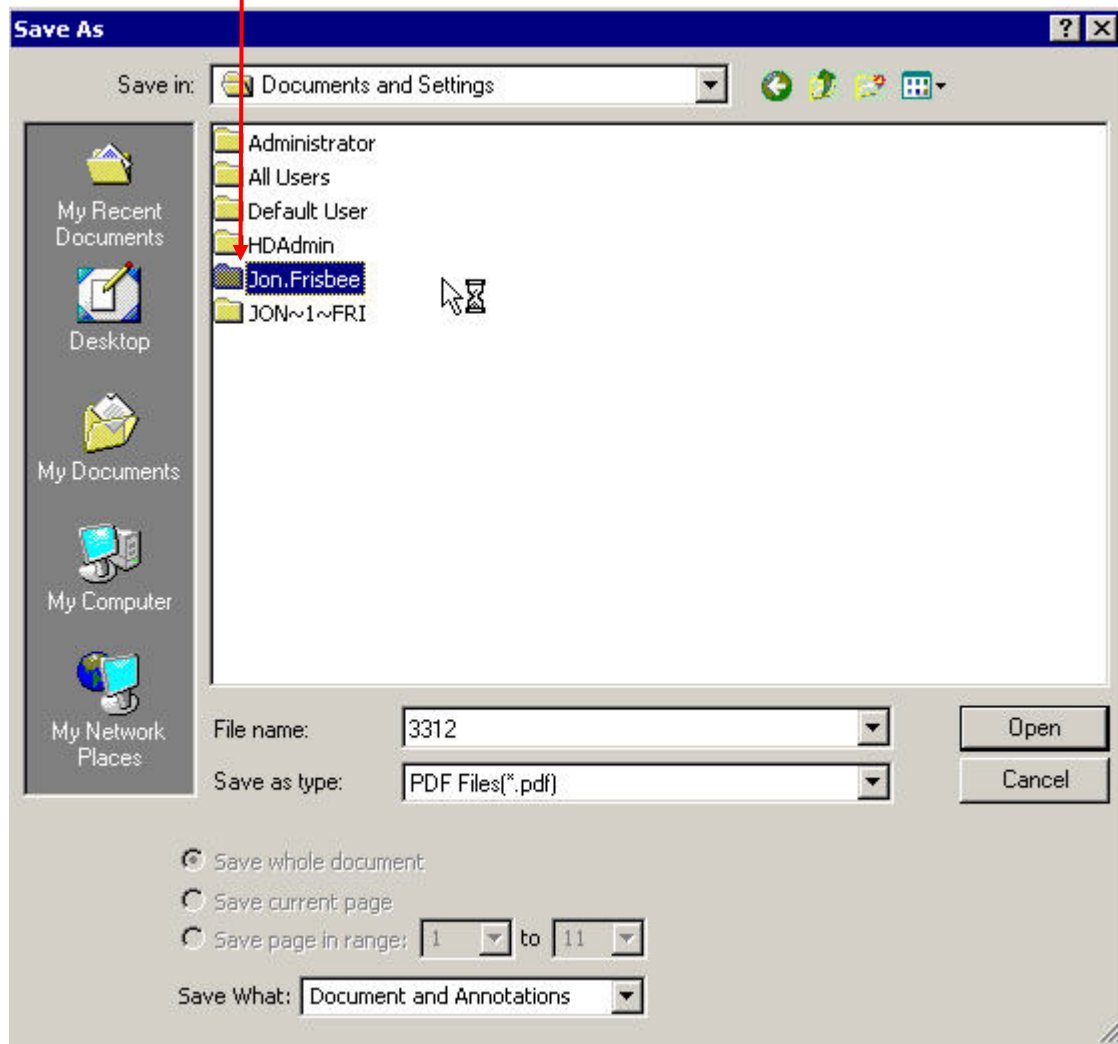 Save As
Save in: Documents and Settings
Administrator
All Users
Default User
HDAdmin
Jon.Frisbee
JON~1~FRI
My Recent
Documents
Desktop
My Documents
My Computer
My Network
Places
File name: 3312 Open
Save as type: PDF Files(*.pdf) Cancel
Save whole document
Save current page
Save page in range: 1 to 11
Save What: Document and Annotations